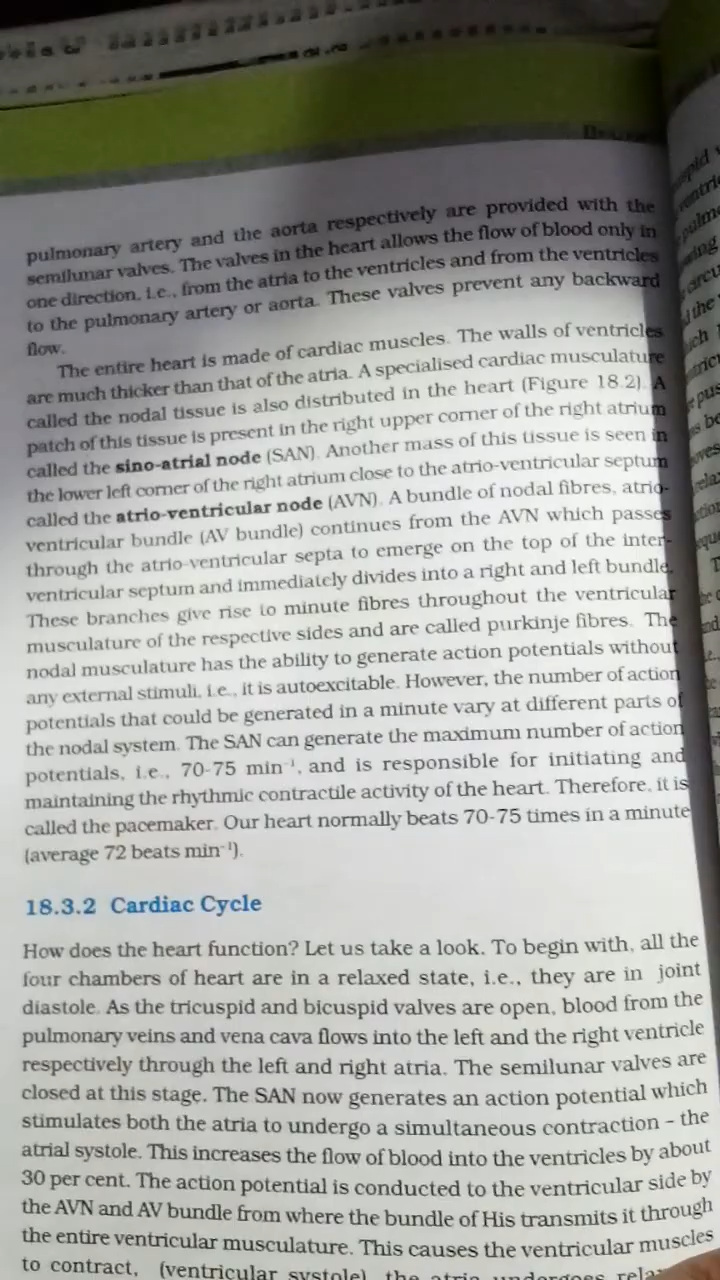 pulmonary artery and the aorta respectively are provided with the
semilunar valves. The valves in the heart allows the flow of blood only in
one direction, i.e., from the atria to the ventricles and from the ventricles
to the pulmonary artery or aorta. These valves prevent any backward
flow.
The entire heart is made of cardiac muscles. The walls of ventricles
are much thicker than that of the atria. A specialised cardiac musculature
called the nodal tissue is also distributed in the heart (Figure 18.2). A
patch of this tissue is present in the right upper corner of the right atrium
called the sino-atrial node (SAN). Another mass of this tissue is seen in
the lower left corner of the right atrium close to the atrio-ventricular septum
called the atrio-ventricular node (AVN). A bundle of nodal fibres, atrio-
ventricular bundle (AV bundle) continues from the AVN which passes
through the atrio-ventricular septa to emerge on the top of the inter-
ventricular septum and immediately divides into a right and left bundle.
These branches give rise to minute fibres throughout the ventricular
musculature of the respective sides and are called purkinje fibres. The
nodal musculature has the ability to generate action potentials without
any external stimuli, i.e., it is autoexcitable. However, the number of action
potentials that could be generated in a minute vary at different parts of
the nodal system. The SAN can generate the maximum number of action
potentials, i.e., 70-75 min⁻¹, and is responsible for initiating and
maintaining the rhythmic contractile activity of the heart. Therefore, it is
called the pacemaker. Our heart normally beats 70-75 times in a minute
(average 72 beats min⁻¹).
18.3.2 Cardiac Cycle
How does the heart function? Let us take a look. To begin with, all the
four chambers of heart are in a relaxed state, i.e., they are in joint
diastole. As the tricuspid and bicuspid valves are open, blood from the
pulmonary veins and vena cava flows into the left and the right ventricle
respectively through the left and right atria. The semilunar valves are
closed at this stage. The SAN now generates an action potential which
stimulates both the atria to undergo a simultaneous contraction – the
atrial systole. This increases the flow of blood into the ventricles by about
30 per cent. The action potential is conducted to the ventricular side by
the AVN and AV bundle from where the bundle of His transmits it through
the entire ventricular musculature. This causes the ventricular muscles
to contract, (ventricular systole) the atria undergoes